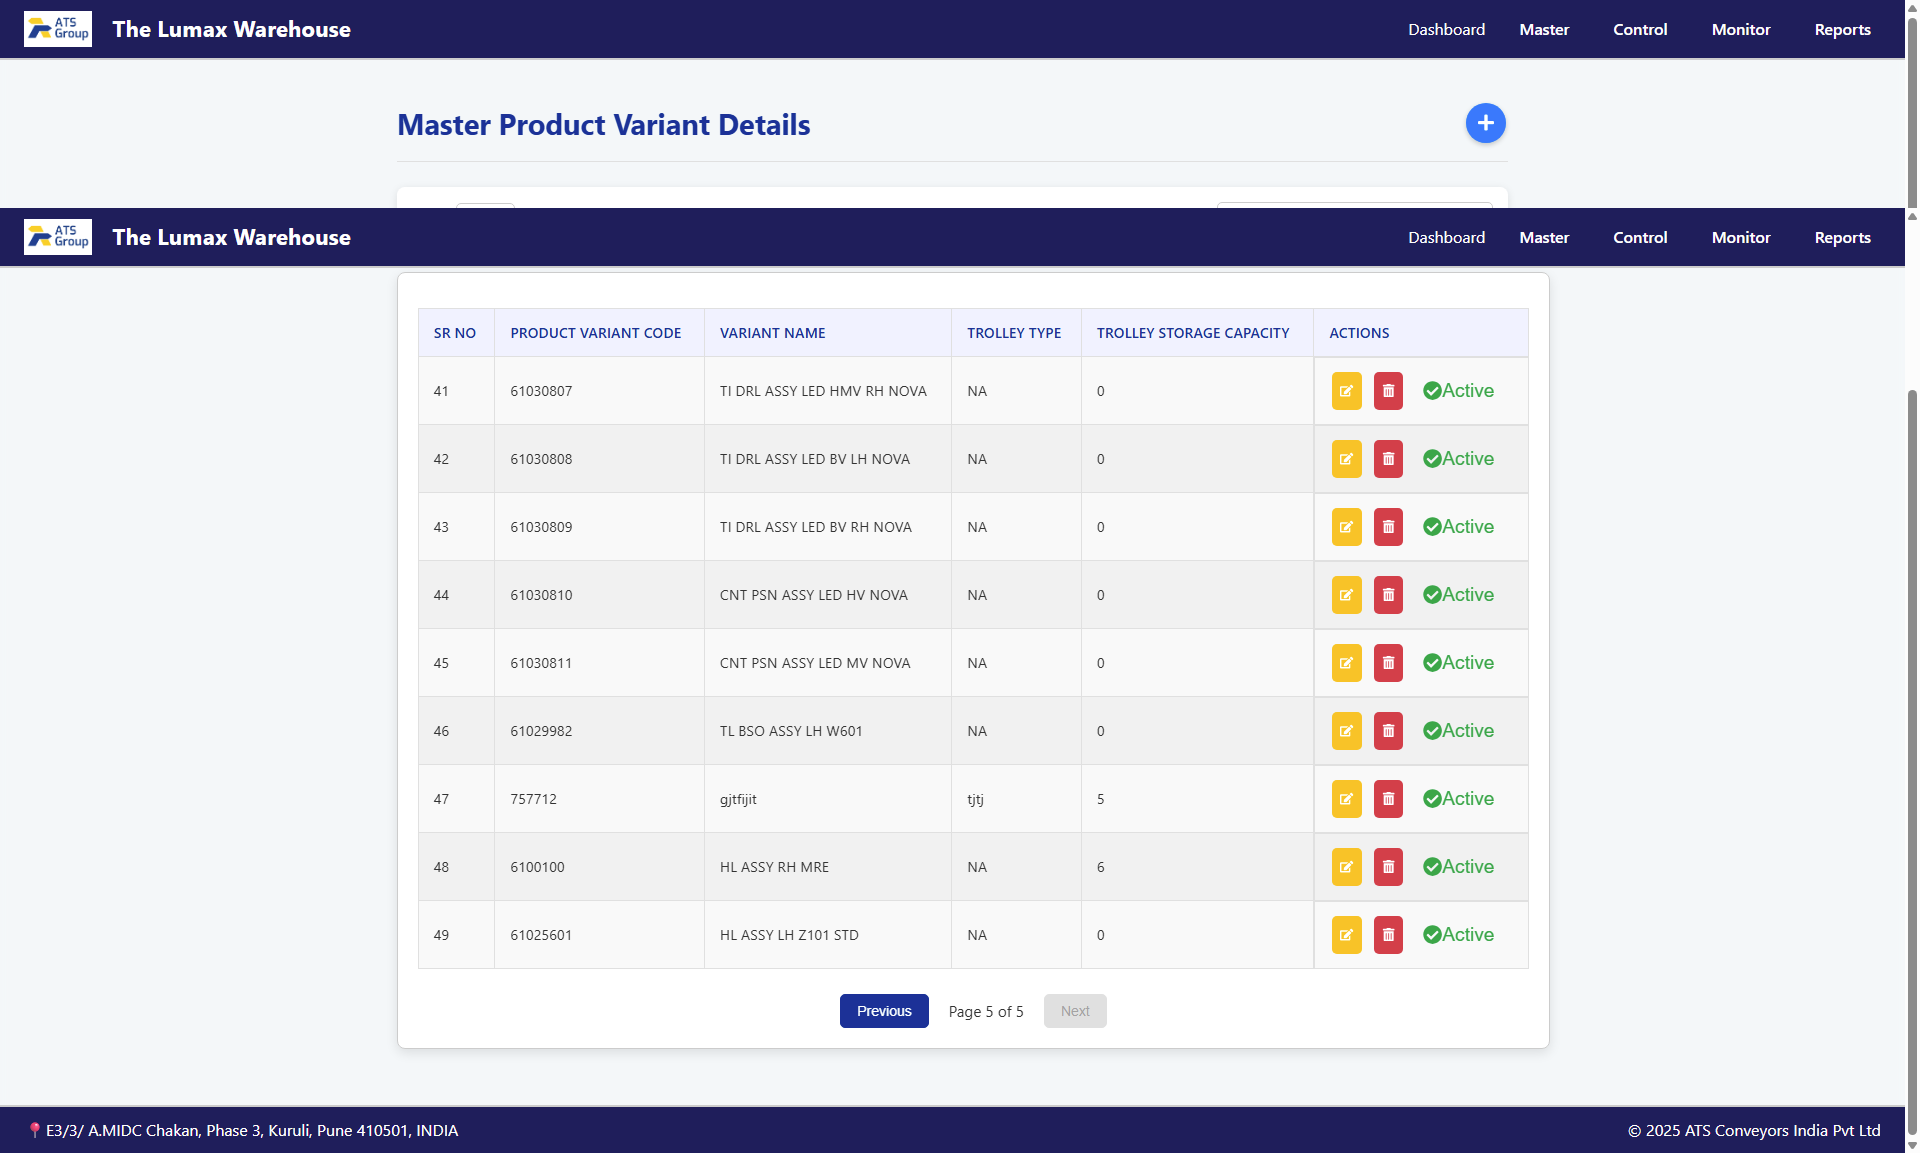 ATS Group The Lumax Warehouse Dashboard Master Control Monitor Reports
Master Product Variant Details
ATS Group The Lumax Warehouse Dashboard Master Control Monitor Reports
SR NO PRODUCT VARIANT CODE VARIANT NAME TROLLEY TYPE TROLLEY STORAGE CAPACITY ACTIONS
41 61030807 TI DRL ASSY LED HMV RH NOVA NA 0 Active
42 61030808 TI DRL ASSY LED BV LH NOVA NA 0 Active
43 61030809 TI DRL ASSY LED BV RH NOVA NA 0 Active
44 61030810 CNT PSN ASSY LED HV NOVA NA 0 Active
45 61030811 CNT PSN ASSY LED MV NOVA NA 0 Active
46 61029982 TL BSO ASSY LH W601 NA 0 Active
47 757712 gjtfijit tjtj 5 Active
48 6100100 HL ASSY RH MRE NA 6 Active
49 61025601 HL ASSY LH Z101 STD NA 0 Active
Previous Page 5 of 5 Next
E3/3/ A.MIDC Chakan, Phase 3, Kuruli, Pune 410501, INDIA © 2025 ATS Conveyors India Pvt Ltd